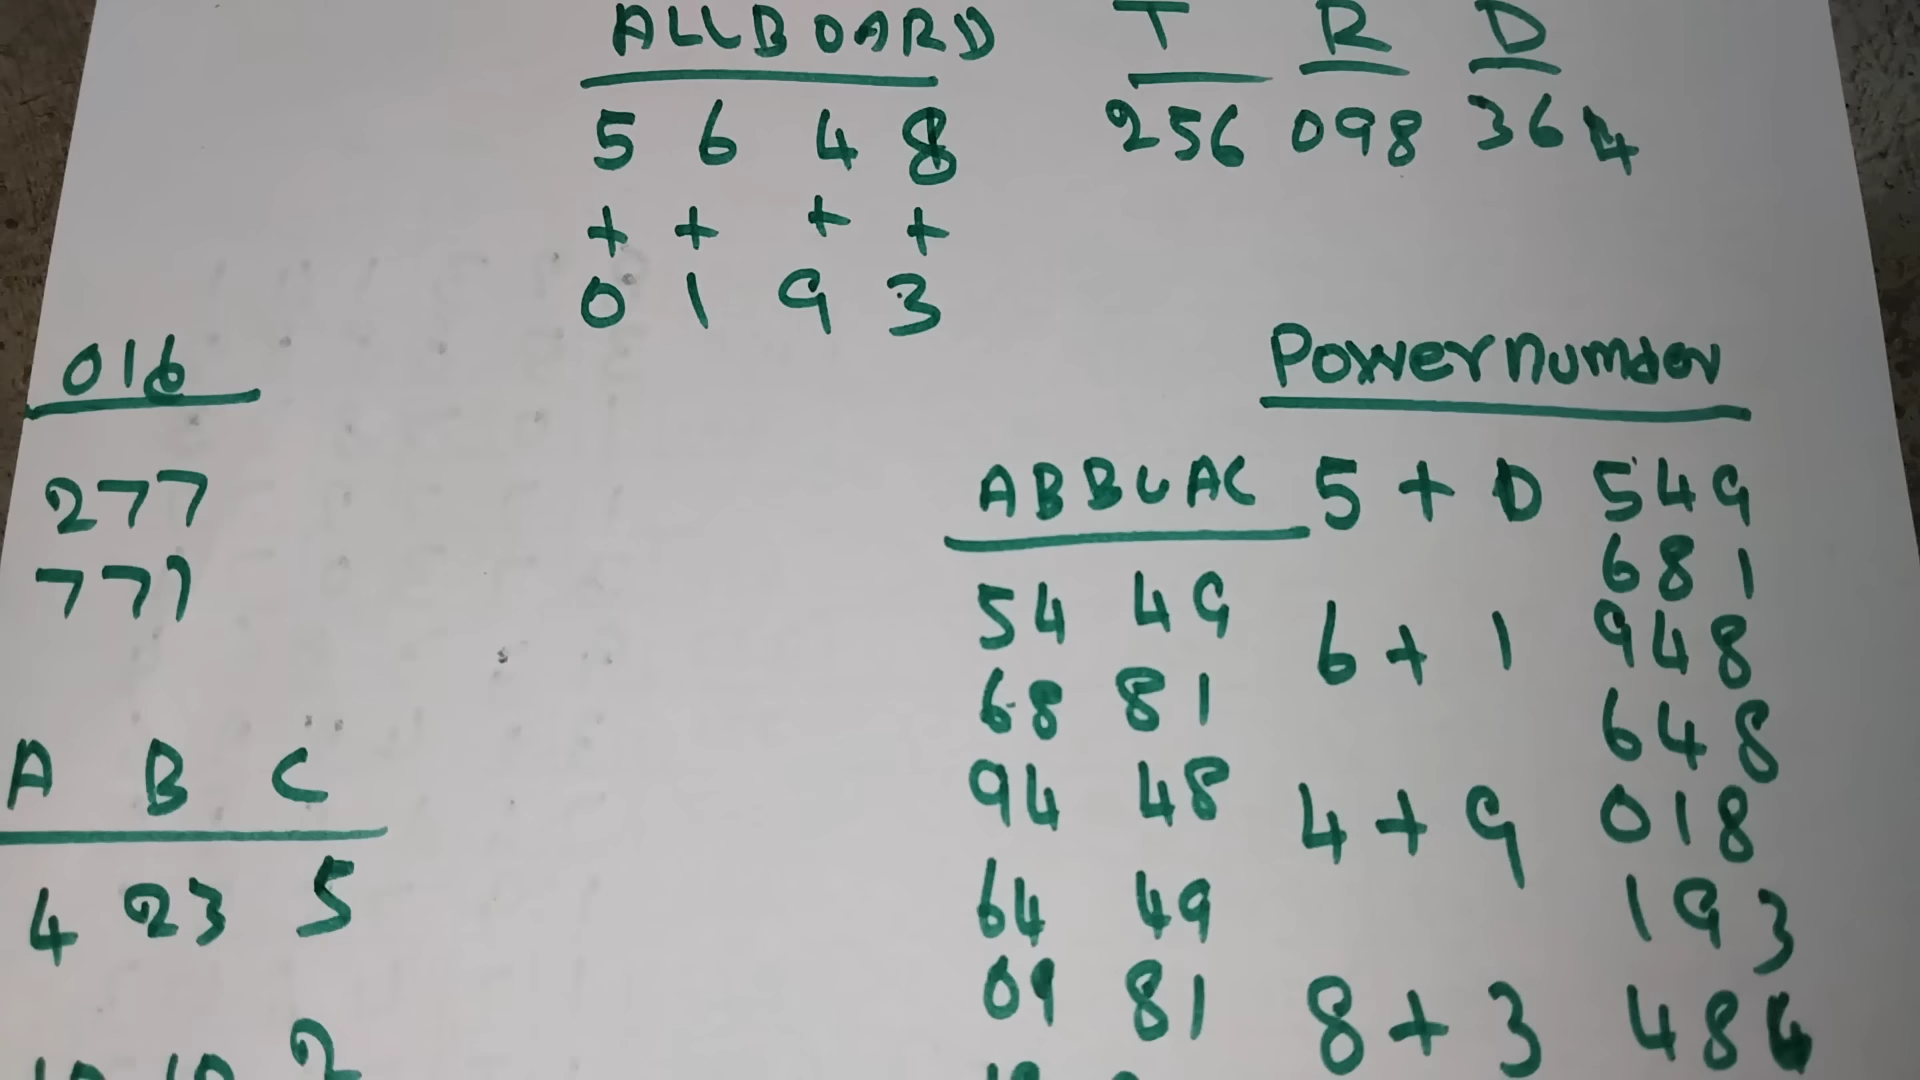 ALLBOARD T R D
5 6 4 8 256 098 364
+ + + +
0 1 9 3
016
Powernumber
277
777
ABBCAC 5 + 0 549
681
54 49 6 + 1 948
68 81 648
A B C
94 48 4 + 9 018
4 23 5
64 49 193
09 81 8 + 3 484
2